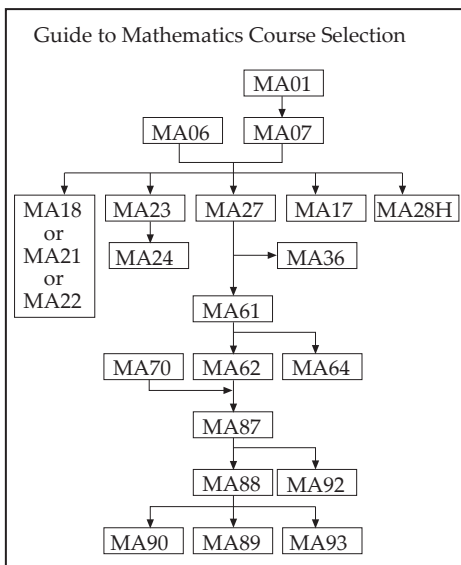 Guide to Mathematics Course Selection
MA01
MA06 MA07
MA18
or
MA21
or
MA22
MA23 MA27 MA17 MA28H
MA24 MA36
MA61
MA70 MA62 MA64
MA87
MA88 MA92
MA90 MA89 MA93